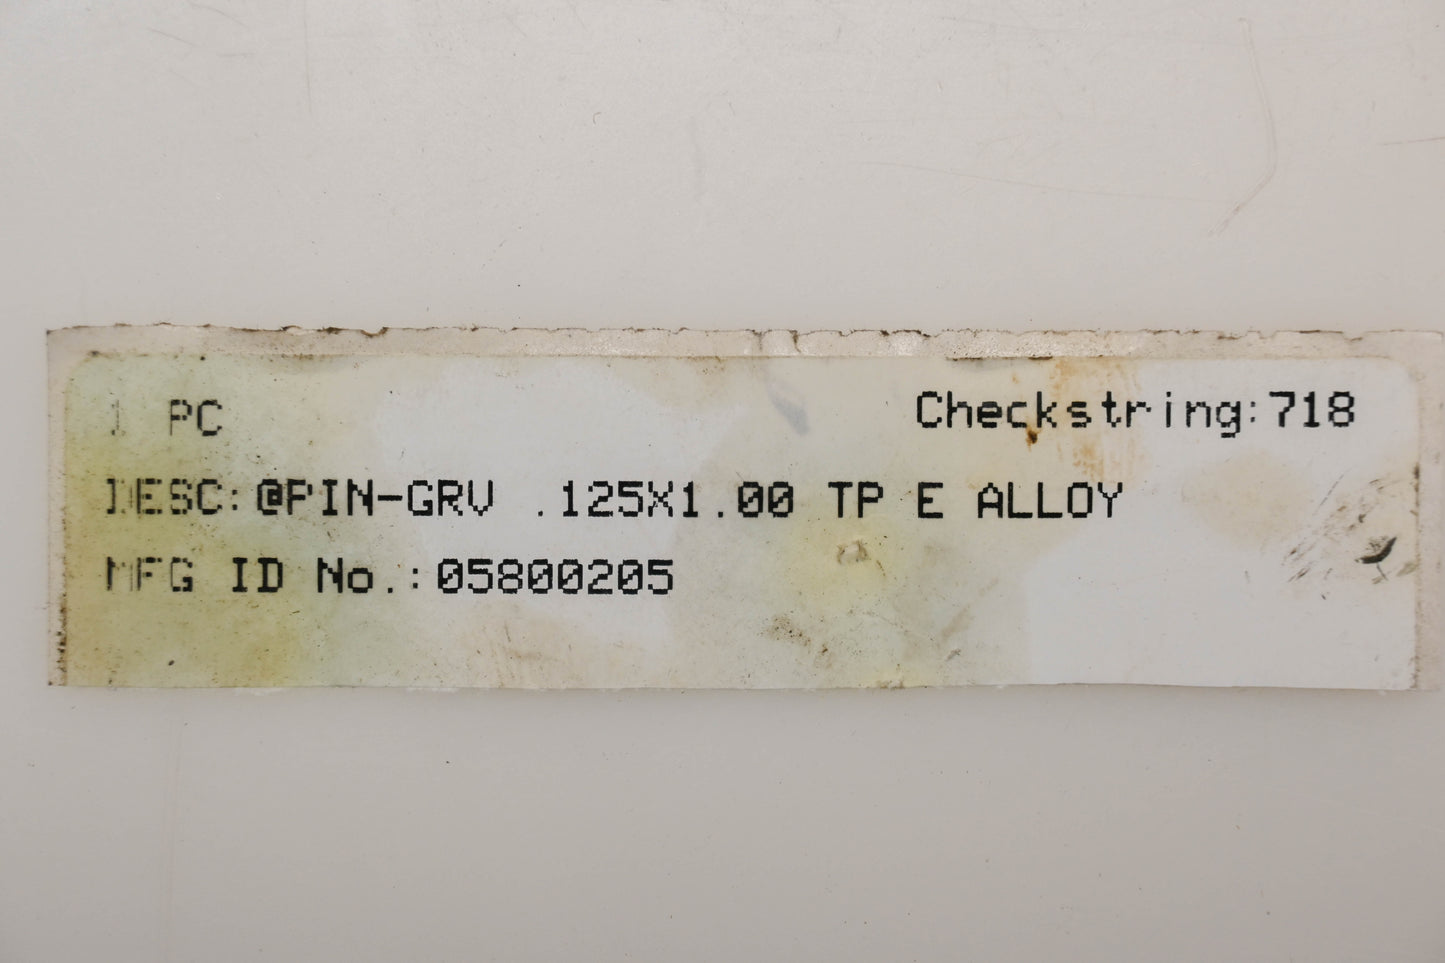 1 PC Checkstring:718
DESC:@PIN-GRV .125X1.00 TP E ALLOY
MFG ID No.:05800205